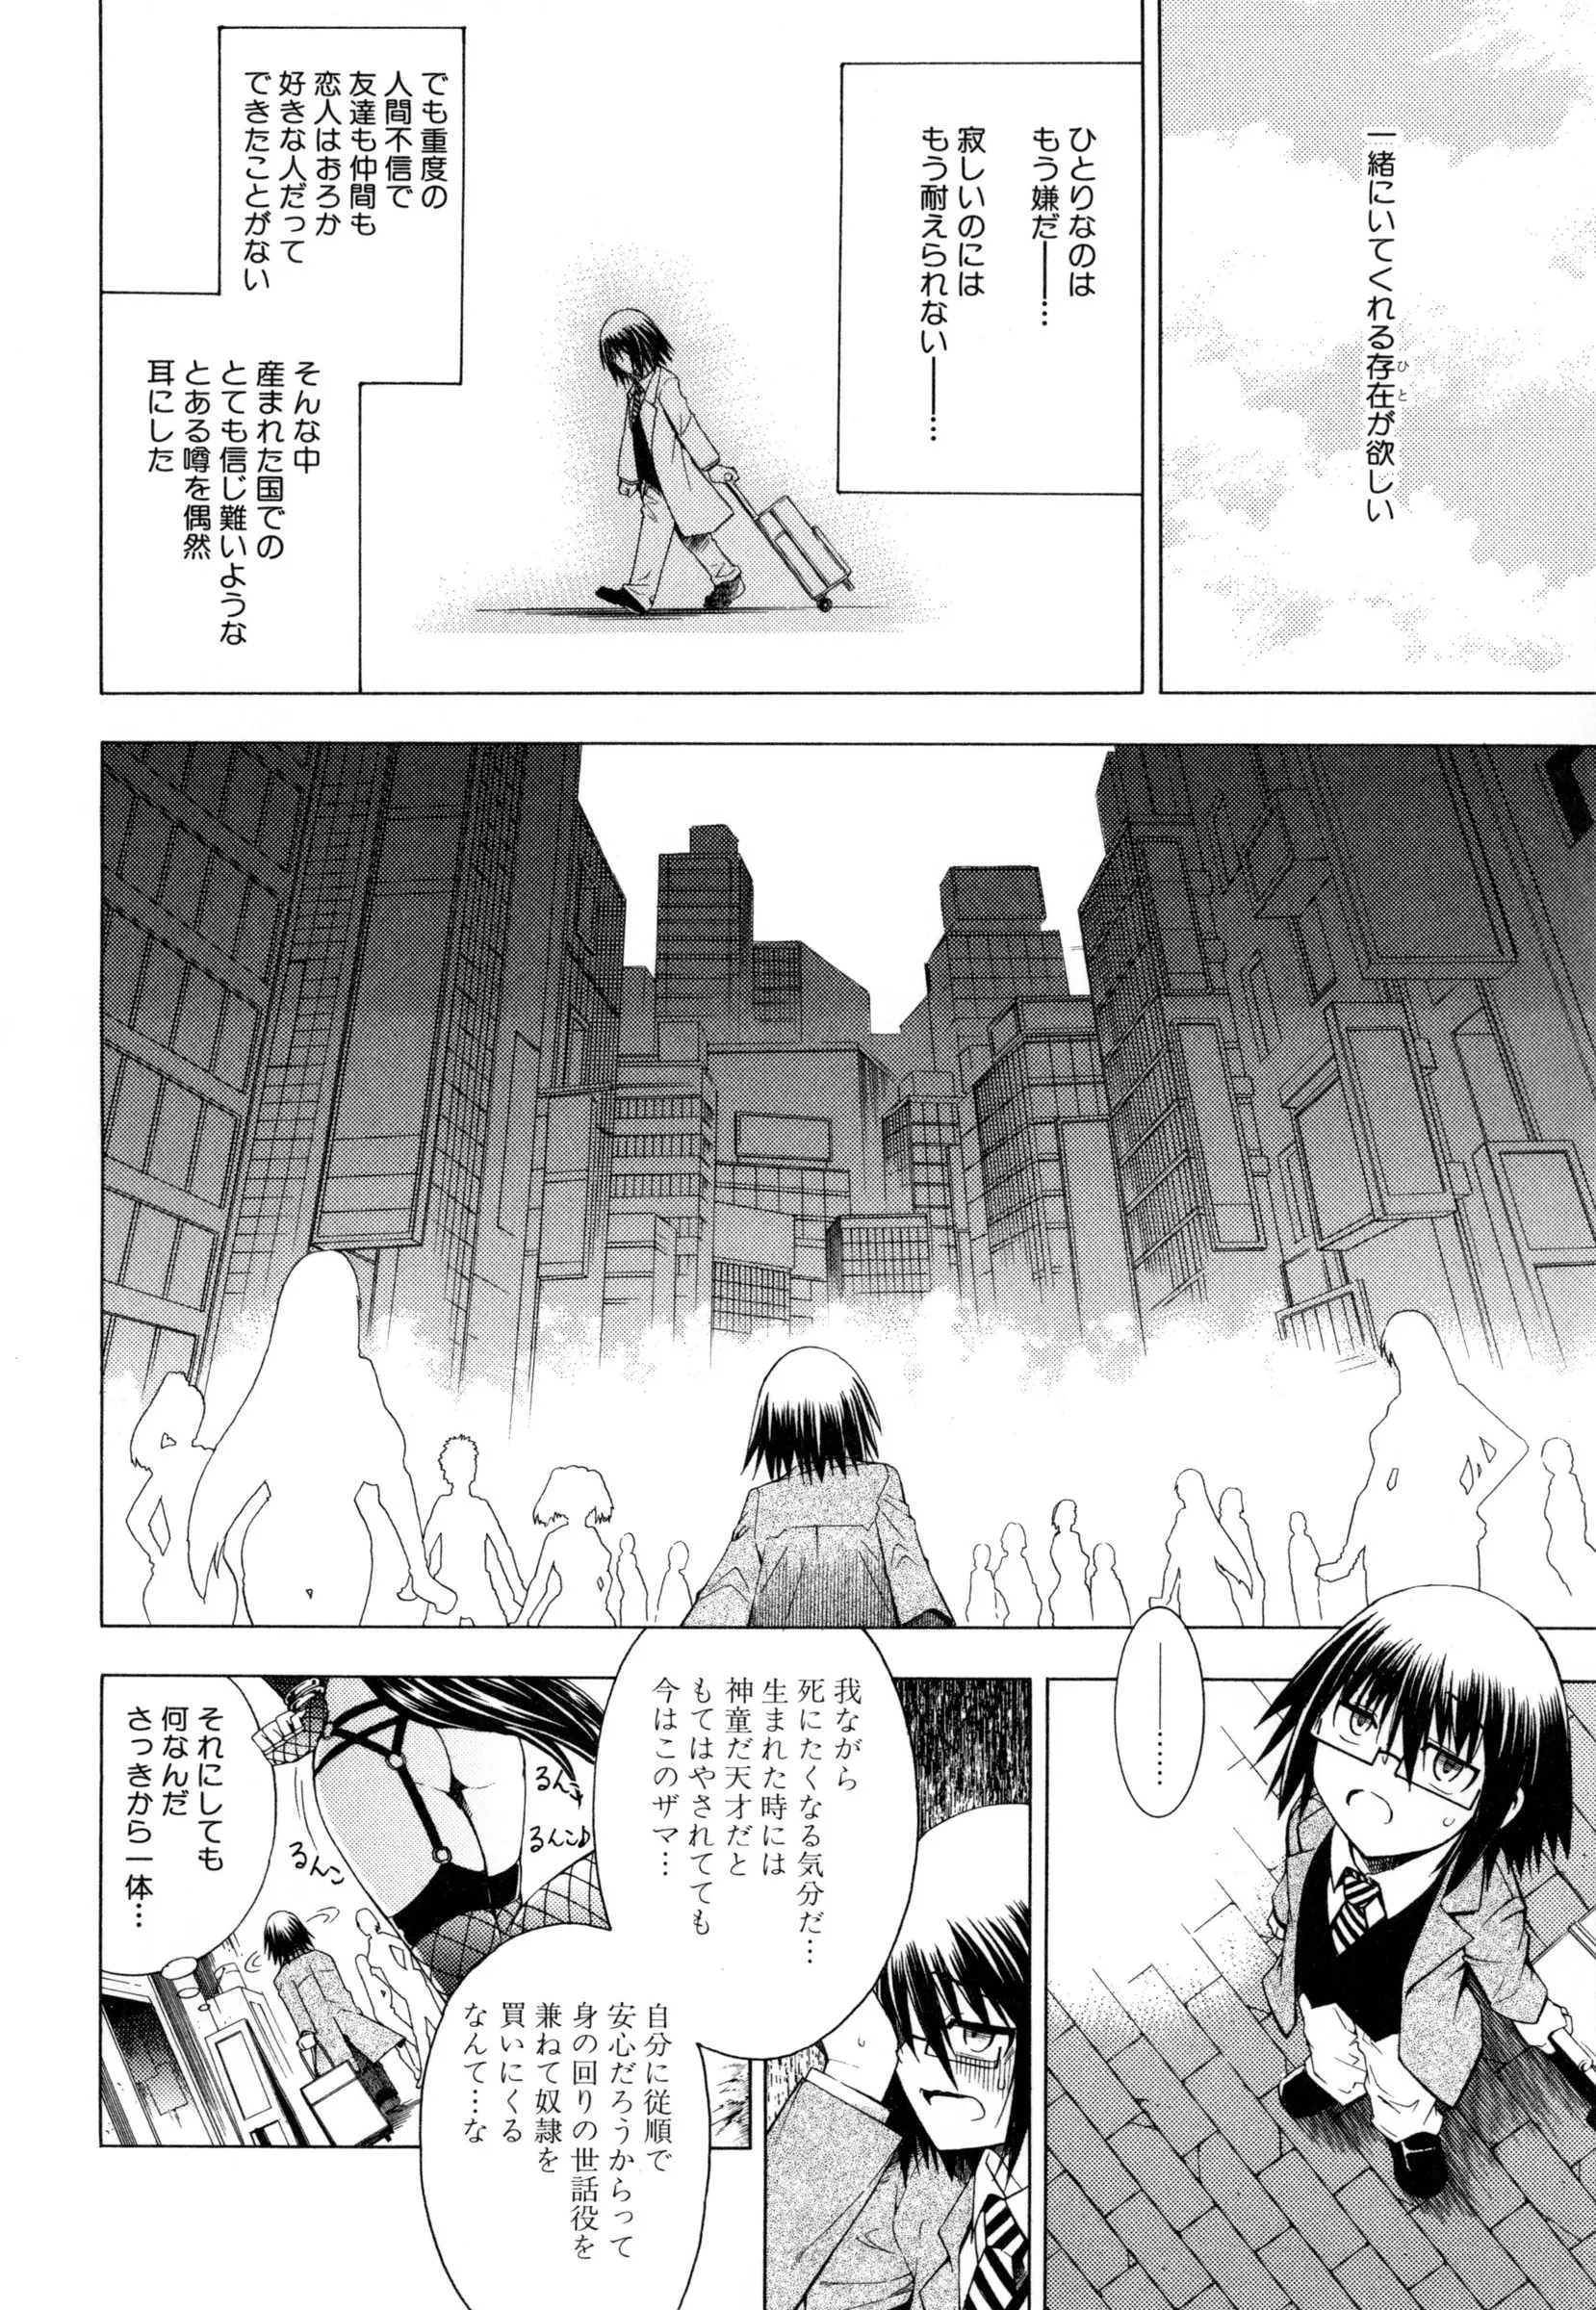 一緒にいてくれる存在が欲しい
ひと
ひとりなのは
もう嫌だ――…
寂しいのには
もう耐えられない――…
でも重度の
人間不信で
友達も仲間も
恋人はおろか
好きな人だって
できたことがない
そんな中
産まれた国での
とても信じ難いような
とある噂を偶然
耳にした
――……
我ながら
死にたくなる気分だ…
生まれた時には
神童だ天才だと
もてはやされてても
今はこのザマ…
自分に従順で
安心だろうからって
身の回りの世話役を
兼ねて奴隷を
買いにくる
なんて…な
るんこ
るんこ♪
るんこ
それにしても
何なんだ
さっきから一体…